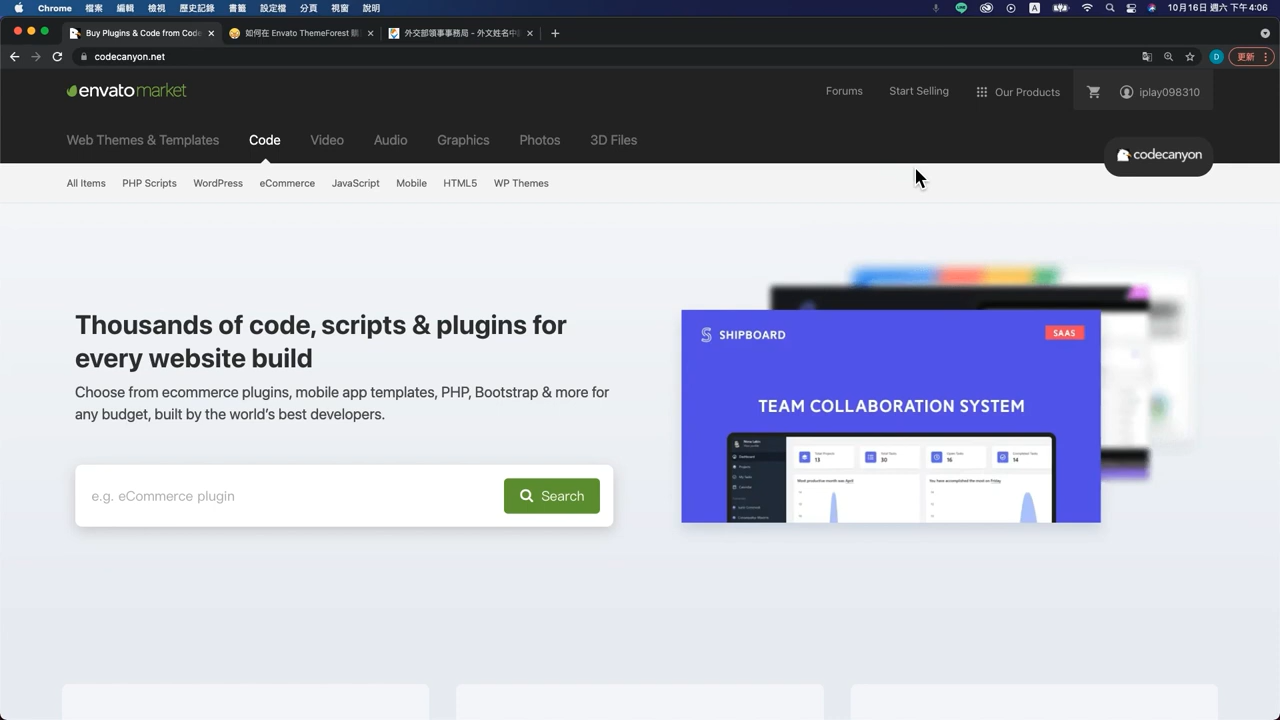 Chrome 檔案 編輯 檢視 歷史記錄 書籤 設定檔 分頁 視窗 說明 A 10月16日 週六 下午4:06
Buy Plugins & Code from Code 如何在 Envato ThemeForest 購 外交部領事事務局 - 外文姓名中
codecanyon.net D 更新
envatomarket Forums Start Selling Our Products iplay098310
Web Themes & Templates Code Video Audio Graphics Photos 3D Files
codecanyon
All Items PHP Scripts WordPress eCommerce JavaScript Mobile HTML5 WP Themes
Thousands of code, scripts & plugins for
every website build
Choose from ecommerce plugins, mobile app templates, PHP, Bootstrap & more for
any budget, built by the world's best developers.
e.g. eCommerce plugin Search
SHIPBOARD SAAS
TEAM COLLABORATION SYSTEM
Dashboard